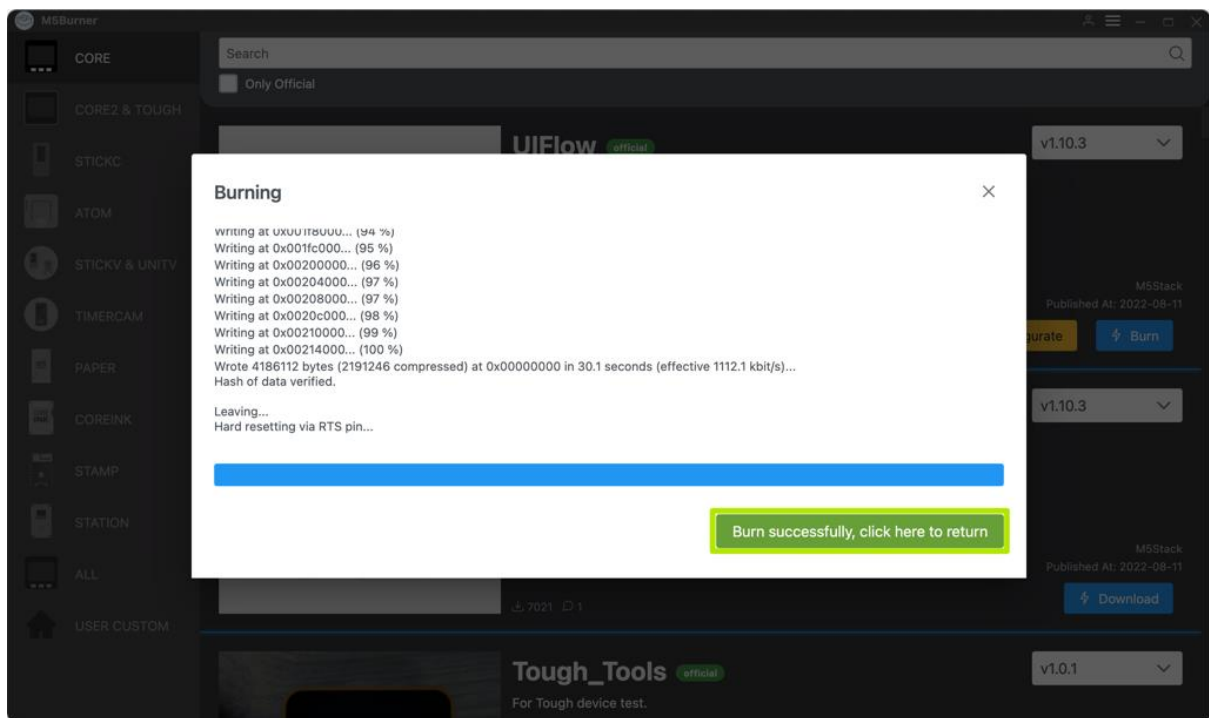 M5Burner
CORE
Search
Only Official
CORE2 & TOUGH
UIFlow official
v1.10.3
STICKC
Burning
ATOM
Writing at 0x001f8000... (94 %)
Writing at 0x001fc000... (95 %)
STICKV & UNITV
Writing at 0x00200000... (96 %)
Writing at 0x00204000... (97 %)
M5Stack
Writing at 0x00208000... (97 %)
Published At: 2022-08-11
TIMERCAM
Writing at 0x0020c000... (98 %)
Writing at 0x00210000... (99 %)
gurate
Burn
Writing at 0x00214000... (100 %)
PAPER
Wrote 4186112 bytes (2191246 compressed) at 0x00000000 in 30.1 seconds (effective 1112.1 kbit/s)...
Hash of data verified.
v1.10.3
Leaving...
COREINK
Hard resetting via RTS pin...
STAMP
STATION
Burn successfully, click here to return
M5Stack
Published At: 2022-08-11
ALL
Download
7021 1
USER CUSTOM
Tough_Tools official
v1.0.1
For Tough device test.